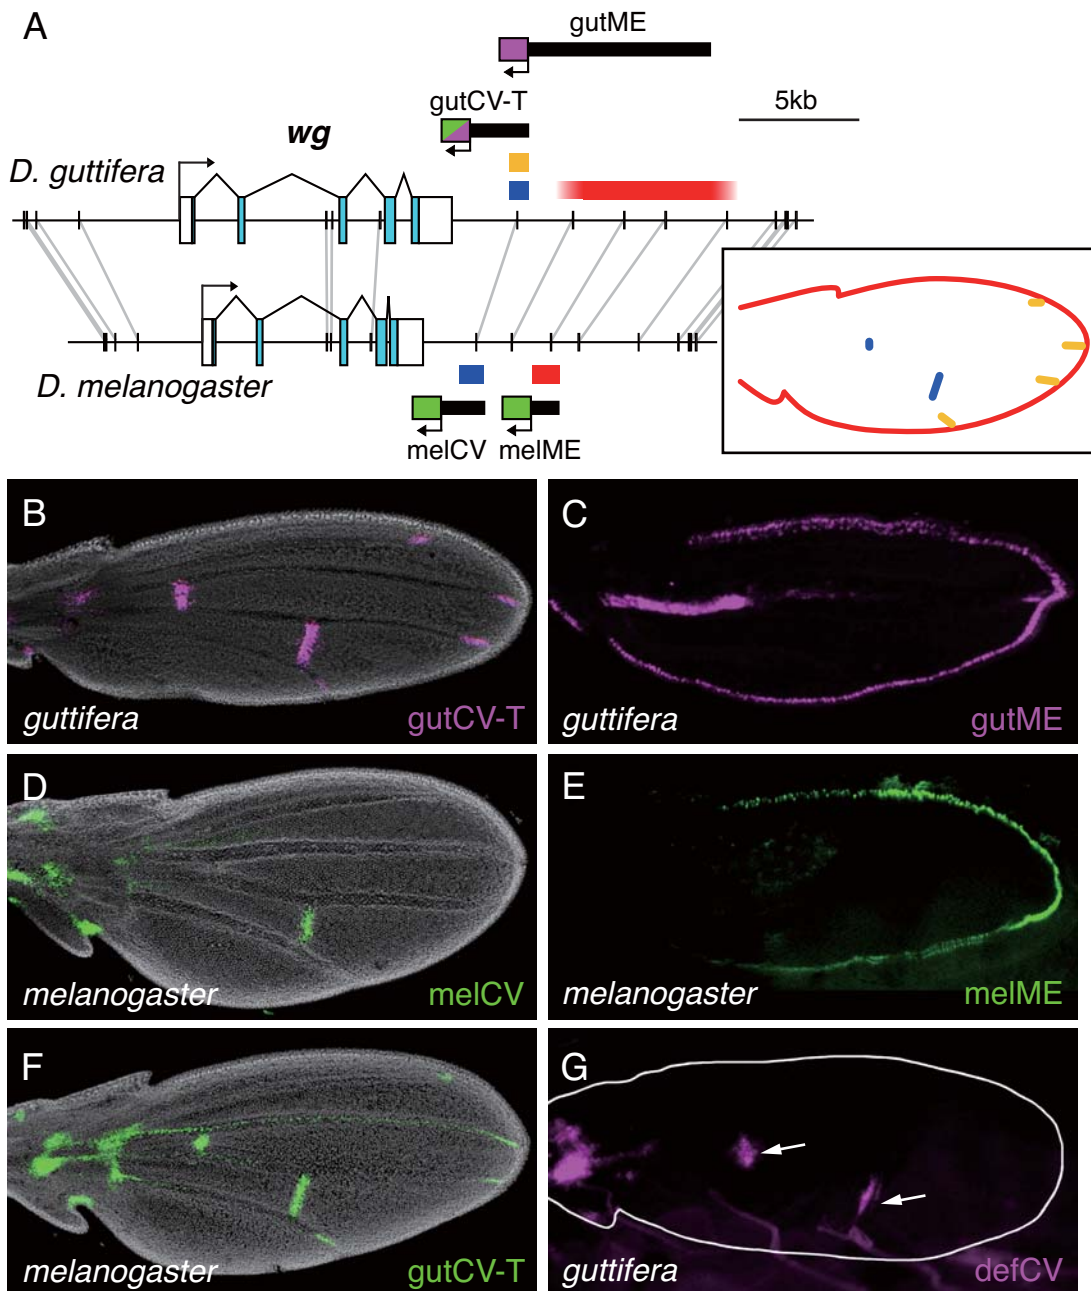 A
gutME
gutCV-T
5kb
wg
D. guttifera
D. melanogaster
melCV
melME
B
guttifera
gutCV-T
C
guttifera
gutME
D
melanogaster
melCV
E
melanogaster
melME
F
melanogaster
gutCV-T
G
guttifera
defCV